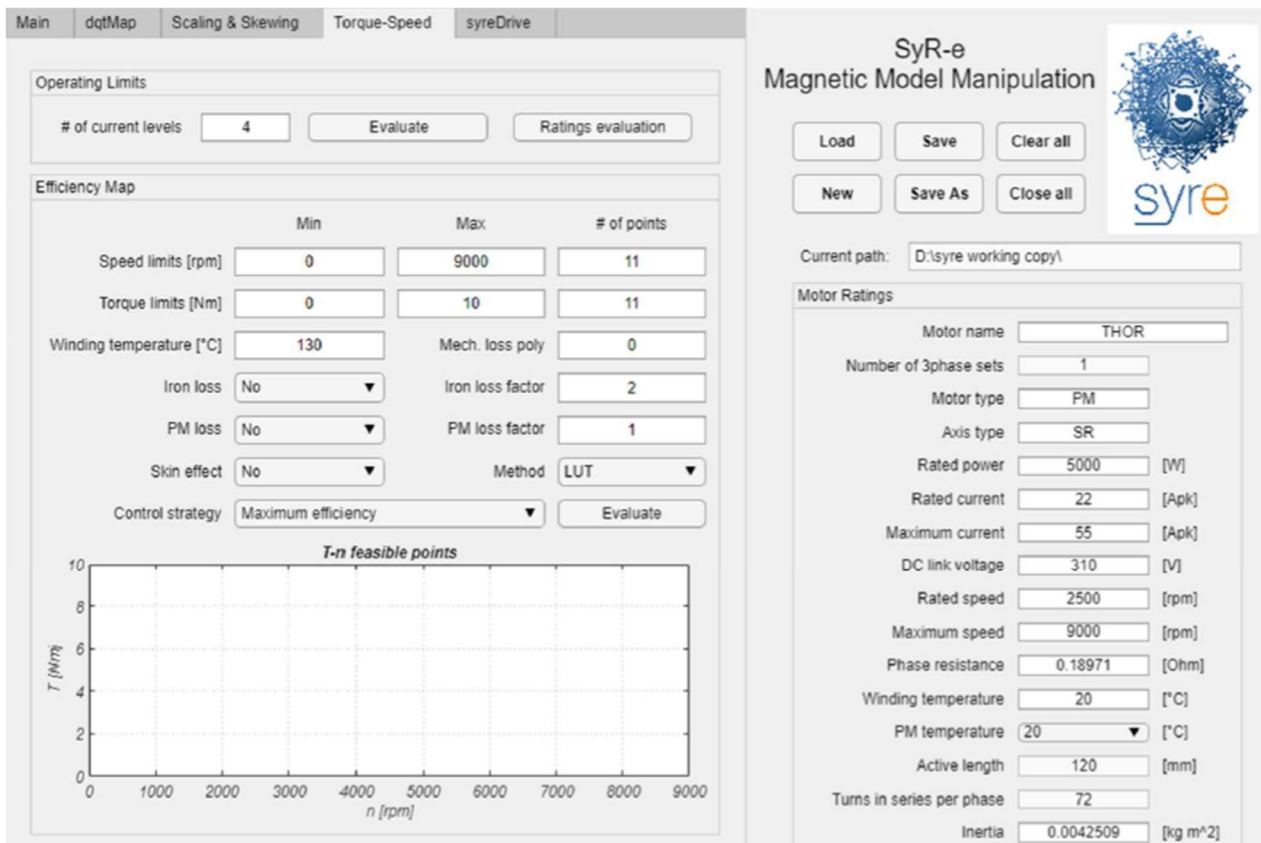 Main dqtMap Scaling & Skewing Torque-Speed syreDrive
Operating Limits
# of current levels 4 Evaluate Ratings evaluation
Efficiency Map
Min Max # of points
Speed limits [rpm] 0 9000 11
Torque limits [Nm] 0 10 11
Winding temperature [°C] 130 Mech. loss poly 0
Iron loss No Iron loss factor 2
PM loss No PM loss factor 1
Skin effect No Method LUT
Control strategy Maximum efficiency Evaluate
T-n feasible points
10
8
6
4
2
0
T [Nm]
0 1000 2000 3000 4000 5000 6000 7000 8000 9000
n [rpm]
SyR-e
Magnetic Model Manipulation
Load Save Clear all
New Save As Close all
syre
Current path: D:\syre working copy\
Motor Ratings
Motor name THOR
Number of 3phase sets 1
Motor type PM
Axis type SR
Rated power 5000 [W]
Rated current 22 [Apk]
Maximum current 55 [Apk]
DC link voltage 310 [V]
Rated speed 2500 [rpm]
Maximum speed 9000 [rpm]
Phase resistance 0.18971 [Ohm]
Winding temperature 20 [°C]
PM temperature 20 [°C]
Active length 120 [mm]
Turns in series per phase 72
Inertia 0.0042509 [kg m^2]